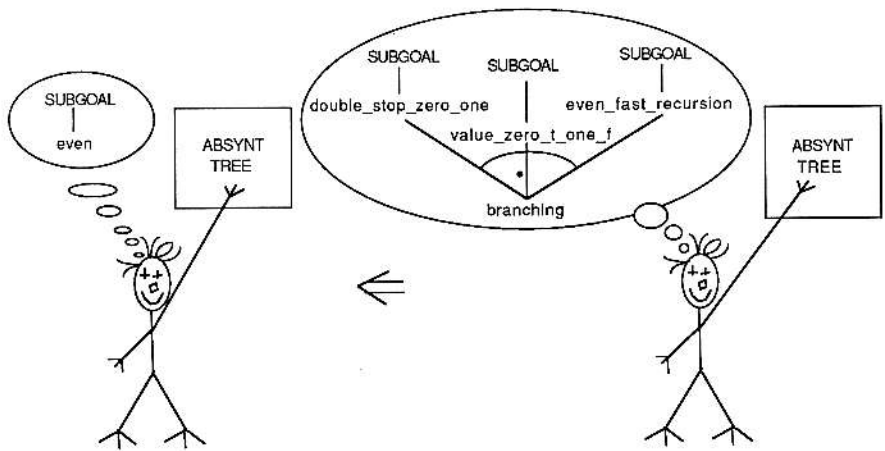 SUBGOAL
even
ABSYNT
TREE
SUBGOAL
SUBGOAL
SUBGOAL
double_stop_zero_one
even_fast_recursion
value_zero_t_one_f
branching
ABSYNT
TREE